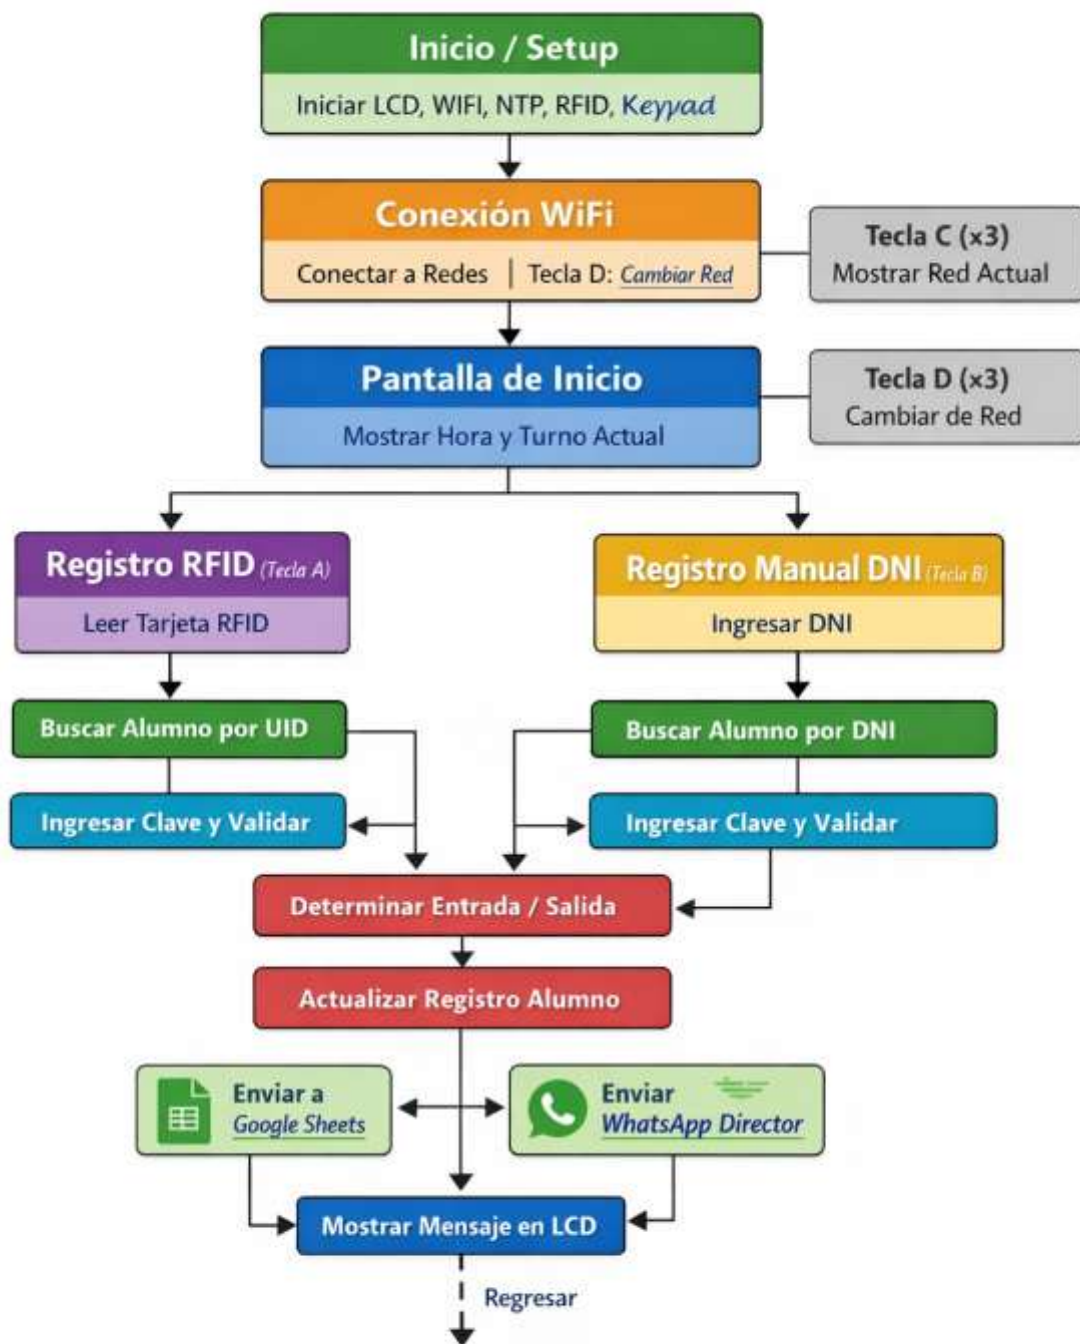 Inicio / Setup
Iniciar LCD, WIFI, NTP, RFID, Keyyad
Conexión WiFi
Conectar a Redes | Tecla D: Cambiar Red
Tecla C (x3)
Mostrar Red Actual
Pantalla de Inicio
Mostrar Hora y Turno Actual
Tecla D (x3)
Cambiar de Red
Registro RFID (Tecla A)
Leer Tarjeta RFID
Registro Manual DNI (Tecla B)
Ingresar DNI
Buscar Alumno por UID
Buscar Alumno por DNI
Ingresar Clave y Validar
Ingresar Clave y Validar
Determinar Entrada / Salida
Actualizar Registro Alumno
Enviar a
Google Sheets
Enviar
WhatsApp Director
Mostrar Mensaje en LCD
Regresar